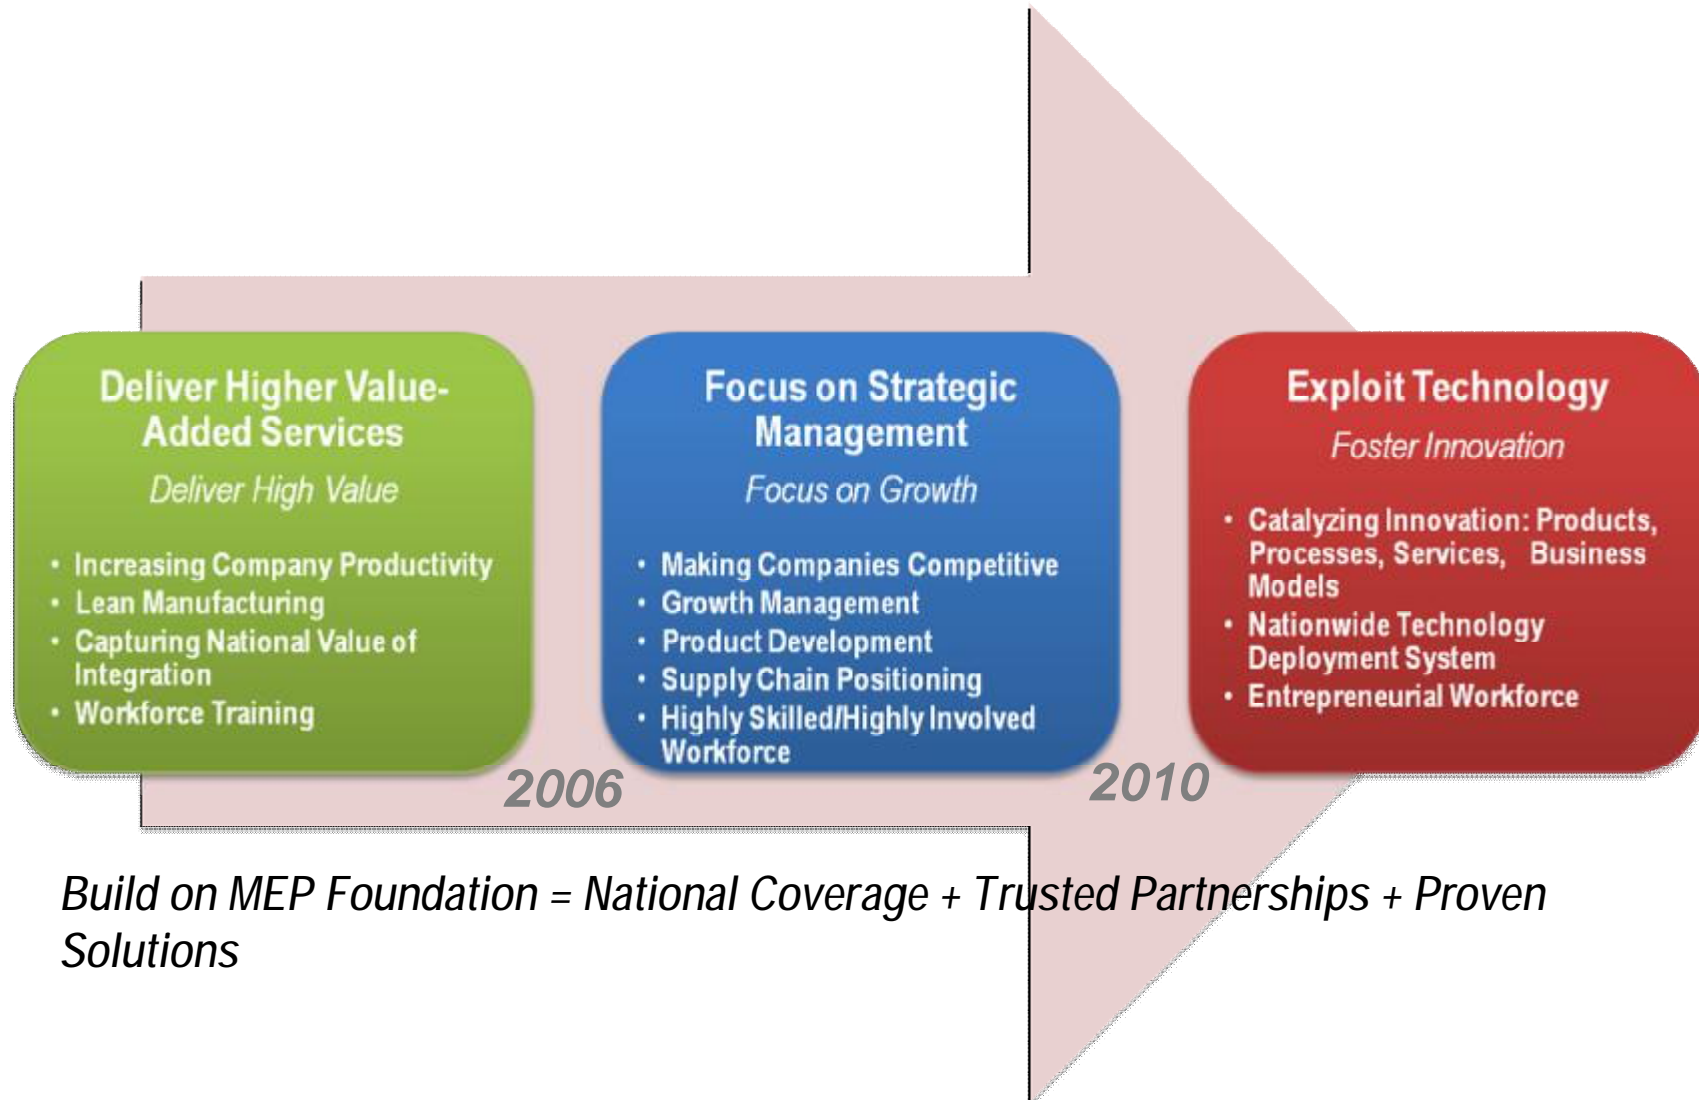 Deliver Higher Value-
Added Services
Deliver High Value
• Increasing Company Productivity
• Lean Manufacturing
• Capturing National Value of
Integration
• Workforce Training
Focus on Strategic
Management
Focus on Growth
• Making Companies Competitive
• Growth Management
• Product Development
• Supply Chain Positioning
• Highly Skilled/Highly Involved
Workforce
Exploit Technology
Foster Innovation
• Catalyzing Innovation: Products,
Processes, Services, Business
Models
• Nationwide Technology
Deployment System
• Entrepreneurial Workforce
2006
2010
Build on MEP Foundation = National Coverage + Trusted Partnerships + Proven
Solutions